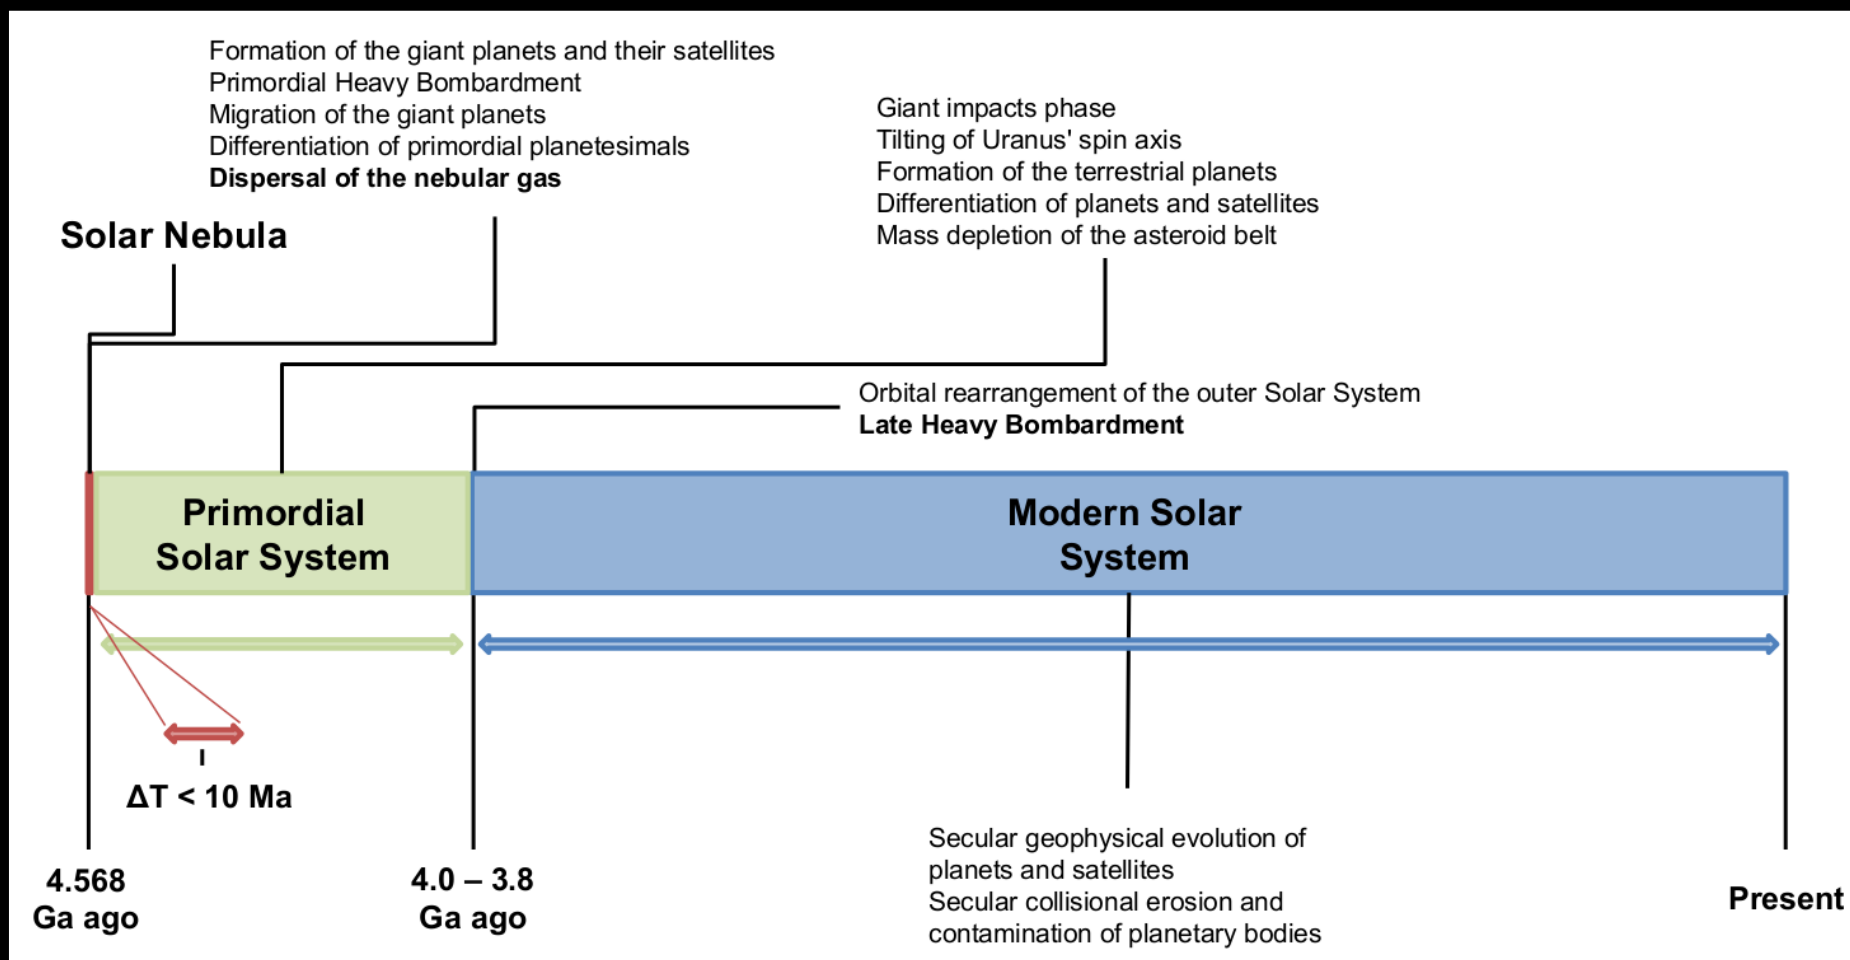 Formation of the giant planets and their satellites
Primordial Heavy Bombardment
Migration of the giant planets
Differentiation of primordial planetesimals
Dispersal of the nebular gas
Giant impacts phase
Tilting of Uranus' spin axis
Formation of the terrestrial planets
Differentiation of planets and satellites
Mass depletion of the asteroid belt
Solar Nebula
Orbital rearrangement of the outer Solar System
Late Heavy Bombardment
Primordial
Solar System
Modern Solar
System
ΔT < 10 Ma
4.568
Ga ago
4.0 – 3.8
Ga ago
Secular geophysical evolution of
planets and satellites
Secular collisional erosion and
contamination of planetary bodies
Present